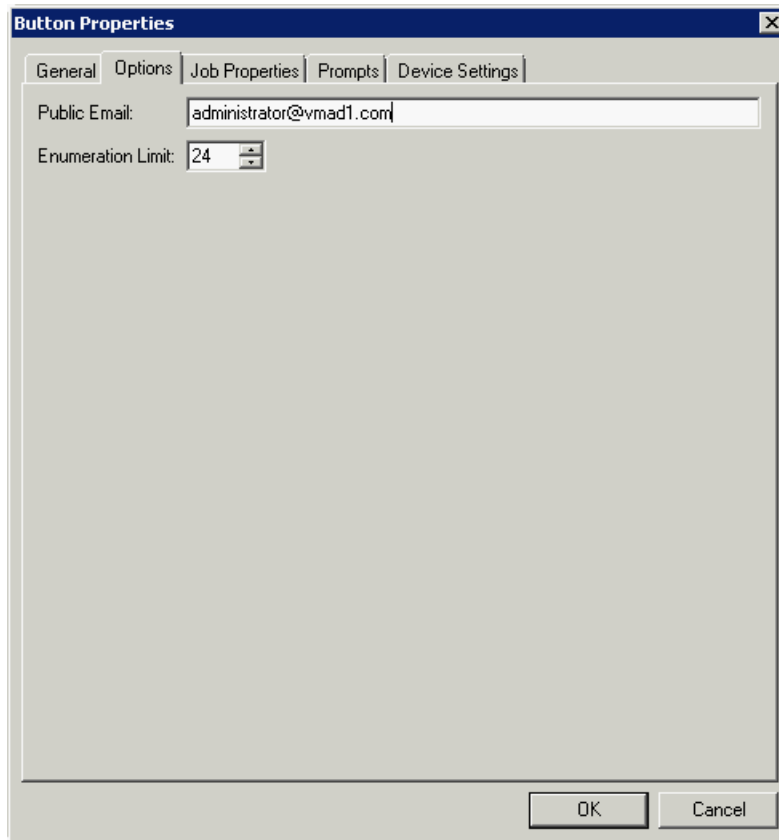 Button Properties
General Options Job Properties Prompts Device Settings
Public Email: administrator@vmad1.com
Enumeration Limit: 24
OK Cancel